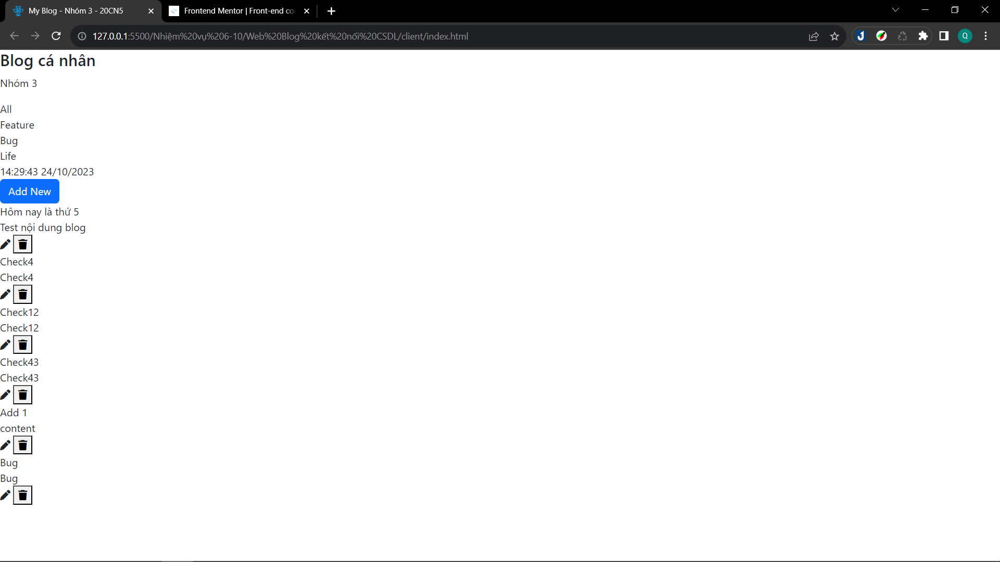 My Blog - Nhóm 3 - 20CN5
Frontend Mentor | Front-end co
127.0.0.1:5500/Nhiệm%20vụ%206-10/Web%20Blog%20kết%20nối%20CSDL/client/index.html
Q
Blog cá nhân
Nhóm 3
All
Feature
Bug
Life
14:29:43 24/10/2023
Add New
Hôm nay là thứ 5
Test nội dung blog
Check4
Check4
Check12
Check12
Check43
Check43
Add 1
content
Bug
Bug